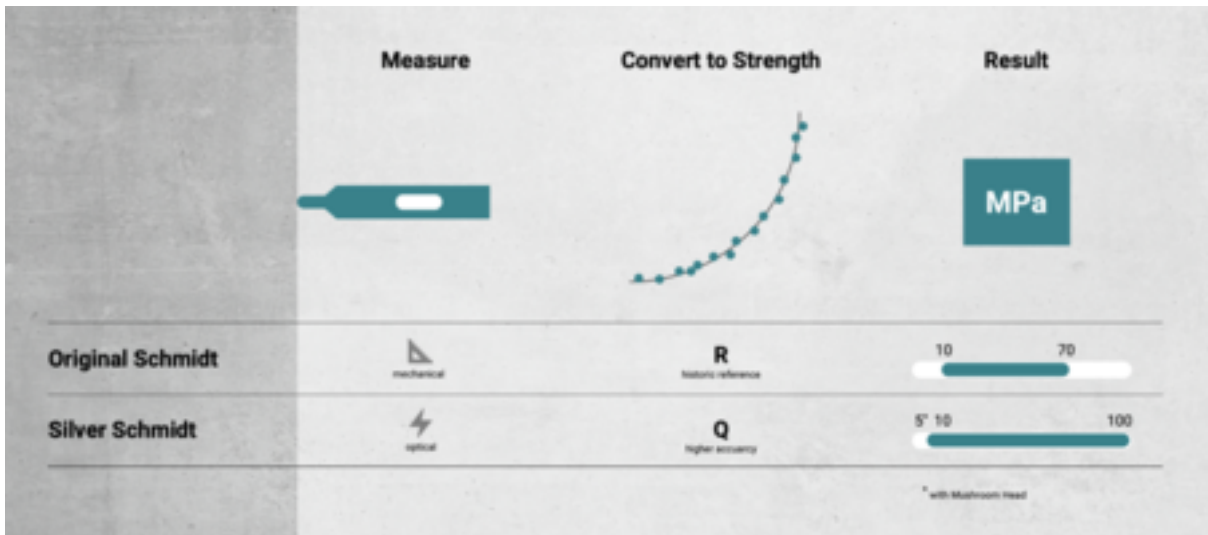 Measure Convert to Strength Result
MPa
Original Schmidt mechanical R historic reference 10 70
Silver Schmidt optical Q higher accuarcy 5* 10 100
* with Mushroom Head